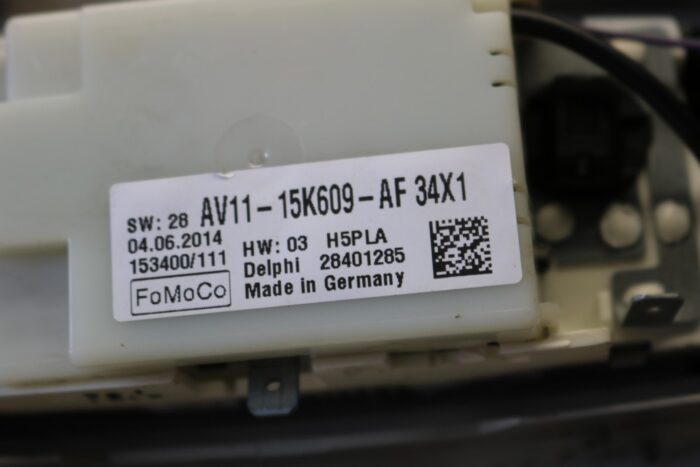 SW: 28 AV11-15K609-AF 34X1
04.06.2014 HW: 03 H5PLA
153400/111 Delphi 28401285
FoMoCo Made in Germany